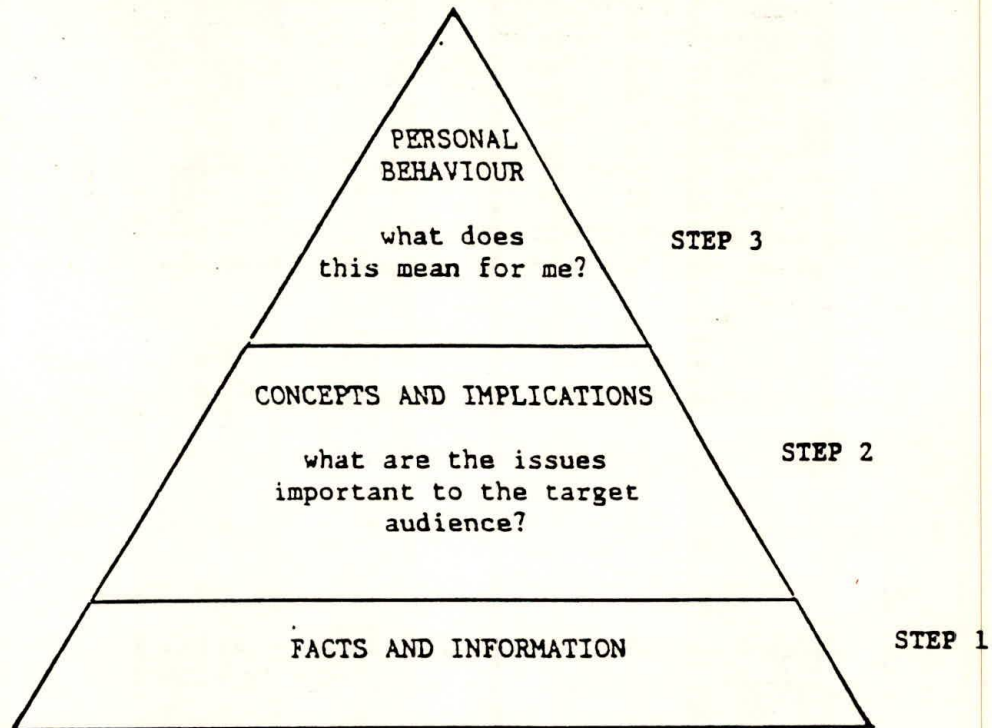 PERSONAL
BEHAVIOUR
what does
this mean for me?
STEP 3
CONCEPTS AND IMPLICATIONS
what are the issues
important to the target
audience?
STEP 2
FACTS AND INFORMATION
STEP 1